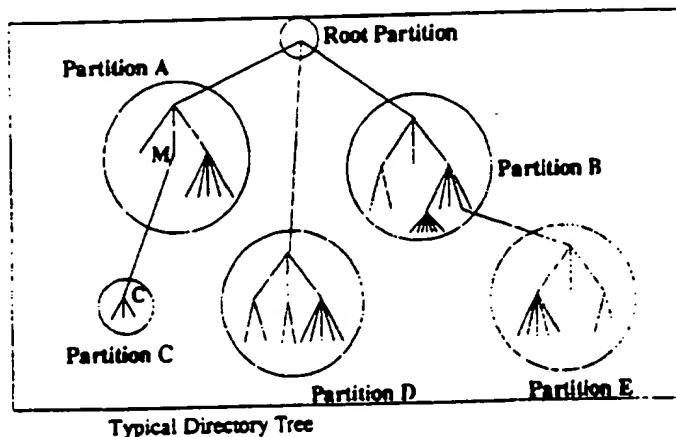 Root Partition
Partition A
M
Partition B
C
Partition C
Partition D
Partition E
Typical Directory Tree